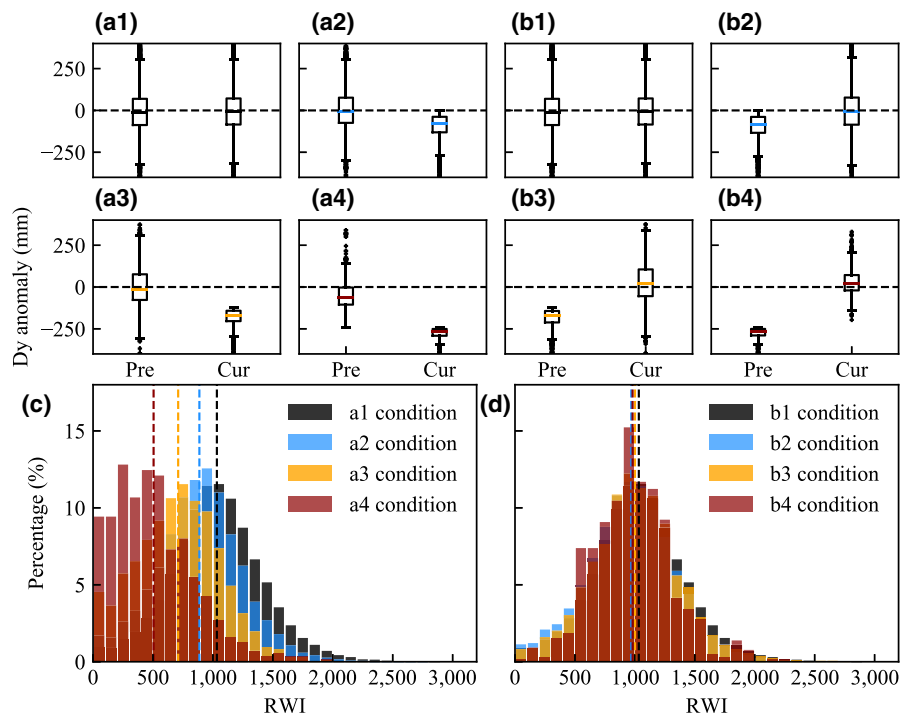 (a1) (a2) (b1) (b2)
250
0
−250
(a3) (a4) (b3) (b4)
Dy anomaly (mm)
250
0
−250
Pre Cur Pre Cur Pre Cur Pre Cur
(c) (d)
a1 condition
a2 condition
a3 condition
a4 condition
b1 condition
b2 condition
b3 condition
b4 condition
Percentage (%)
15
10
5
0
0 500 1,000 1,500 2,000 2,500 3,000
0 500 1,000 1,500 2,000 2,500 3,000
RWI RWI